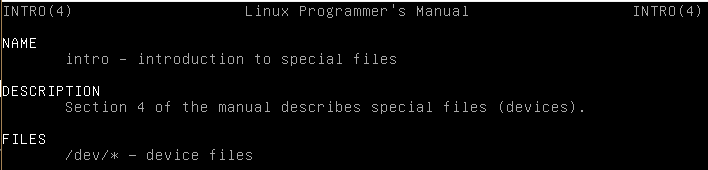 INTRO(4) Linux Programmer's Manual INTRO(4)
NAME
intro – introduction to special files
DESCRIPTION
Section 4 of the manual describes special files (devices).
FILES
/dev/* – device files